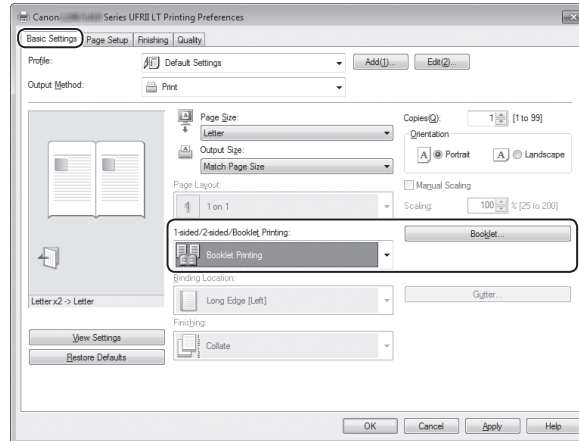 Canon Series UFRII LT Printing Preferences
Basic Settings Page Setup Finishing Quality
Profile: Default Settings Add(1)... Edit(2)...
Output Method: Print
Page Size: Copies(Q): 1 [1 to 99]
Letter Orientation
Output Size: A Portrait A Landscape
Match Page Size
Page Layout: Manual Scaling
1 on 1 Scaling: 100 % [25 to 200]
1-sided/2-sided/Booklet Printing: Booklet...
Booklet Printing
Binding Location:
Long Edge [Left] Gutter...
Letter x2 -> Letter
Finishing:
View Settings Collate
Restore Defaults
OK Cancel Apply Help